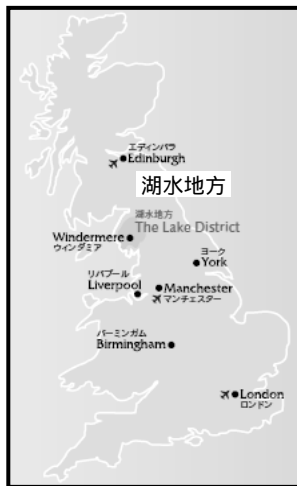 エディンバラ
Edinburgh
湖水地方
湖水地方
The Lake District
Windermere
ウィンダミア
ヨーク
York
リバプール
Liverpool
Manchester
マンチェスター
バーミンガム
Birmingham
London
ロンドン